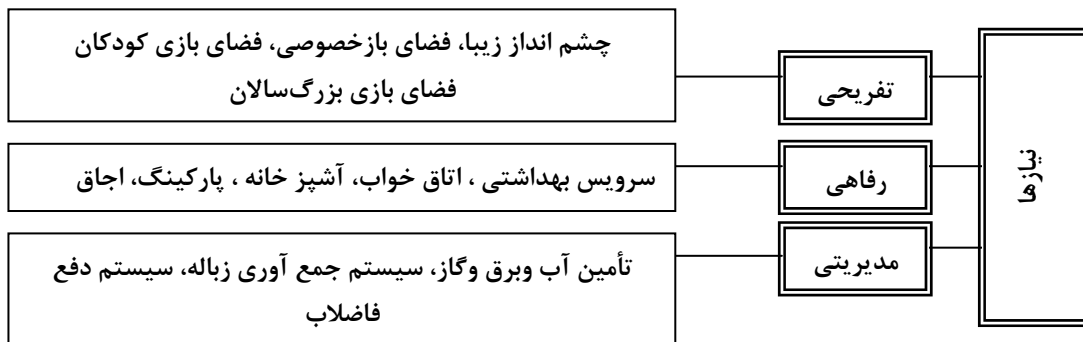 نیازها
تفریحی
چشم انداز زیبا، فضای بازخصوصی، فضای بازی کودکان
فضای بازی بزرگ‌سالان
رفاهی
سرویس بهداشتی ، اتاق خواب، آشپز خانه ، پارکینگ، اجاق
مدیریتی
تأمین آب وبرق وگاز، سیستم جمع آوری زباله، سیستم دفع
فاضلاب